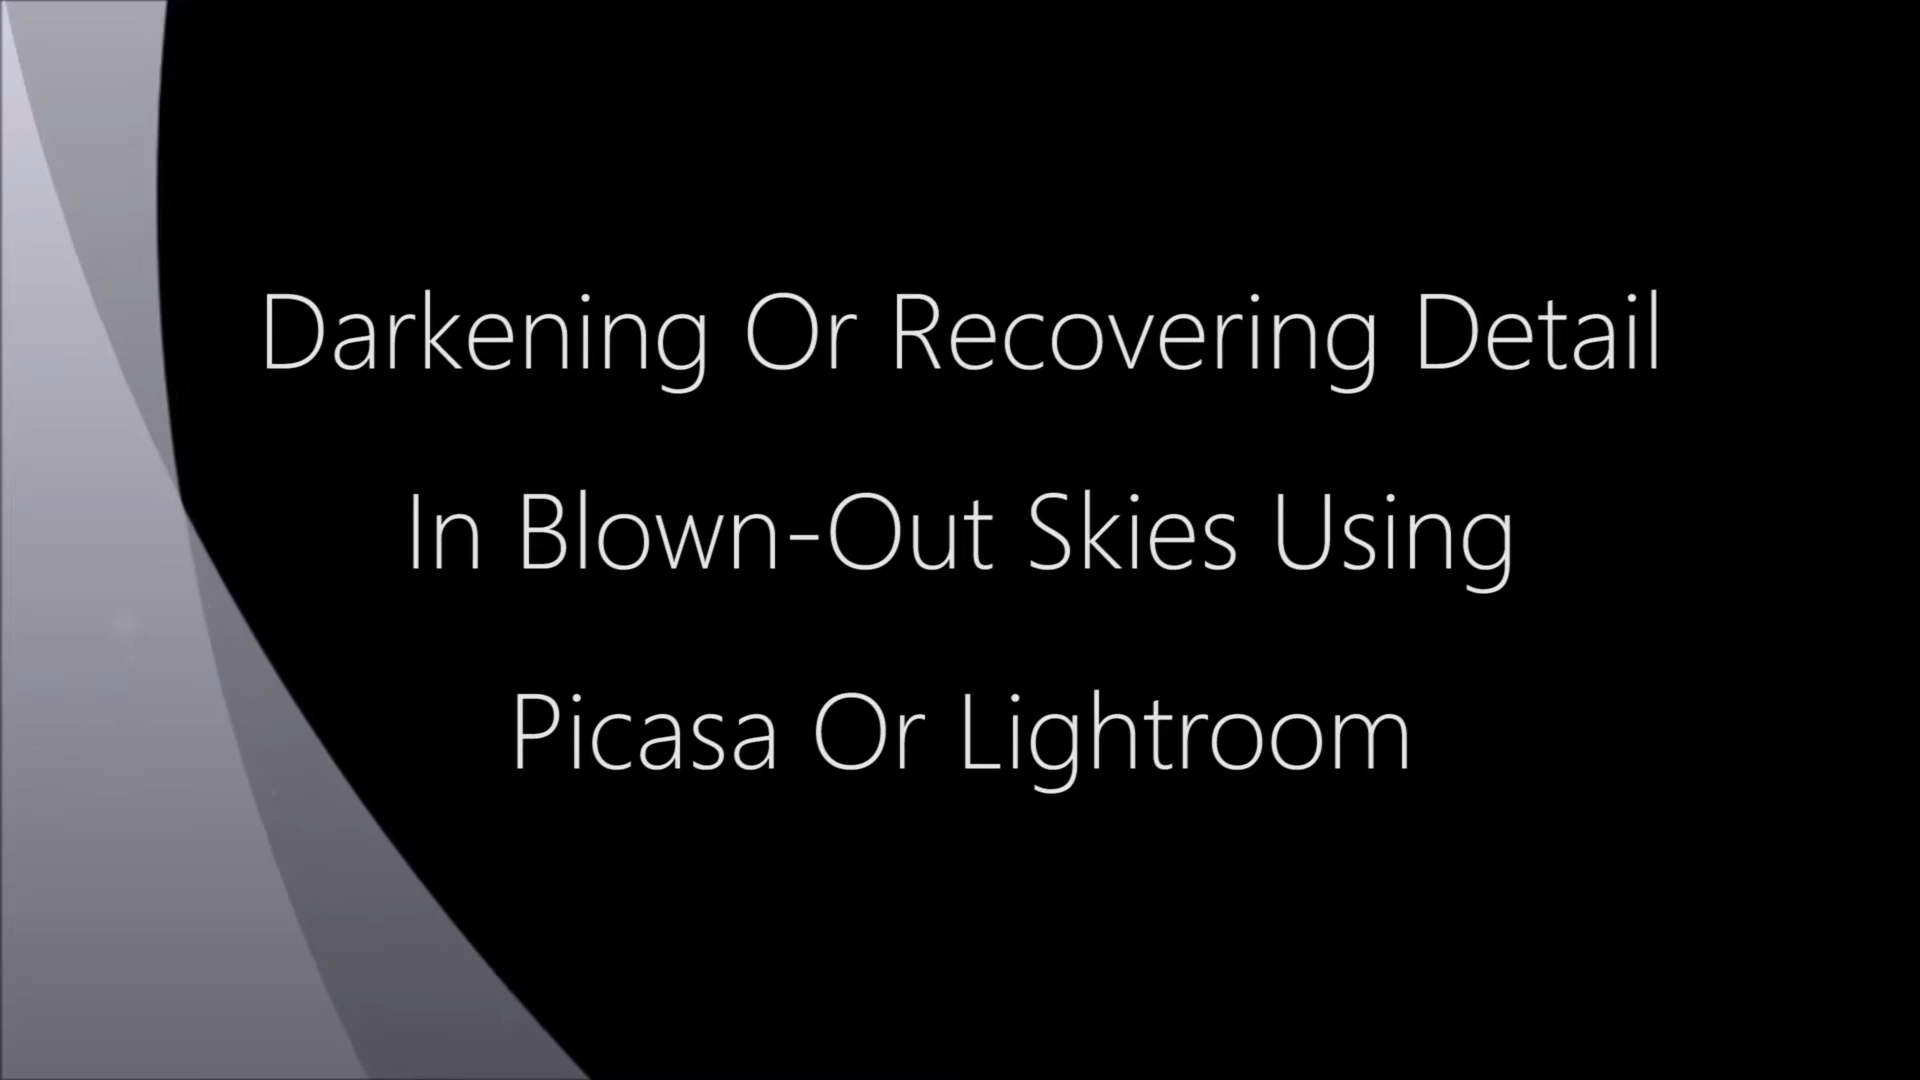 Darkening Or Recovering Detail
In Blown-Out Skies Using
Picasa Or Lightroom